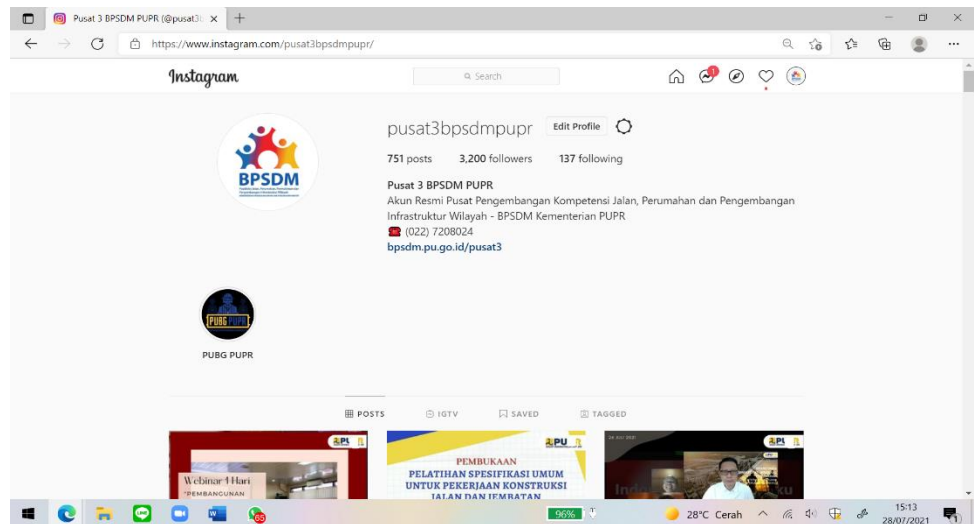 Pusat 3 BPSDM PUPR (@pusat3b
https://www.instagram.com/pusat3bpsdmpupr/
Instagram
Search
1
pusat3bpsdmpupr Edit Profile
751 posts 3,200 followers 137 following
Pusat 3 BPSDM PUPR
Akun Resmi Pusat Pengembangan Kompetensi Jalan, Perumahan dan Pengembangan
Infrastruktur Wilayah - BPSDM Kementerian PUPR
☎ (022) 7208024
bpsdm.pu.go.id/pusat3
BPSDM
PUBG PUPR
PUBG PUPR
POSTS IGTV SAVED TAGGED
Webinar 1 Hari
"PEMBANGUNAN
PU
PEMBUKAAN
PELATIHAN SPESIFIKASI UMUM
UNTUK PEKERJAAN KONSTRUKSI
JALAN DAN JEMBATAN
65
96%
28°C Cerah
15:13
28/07/2021